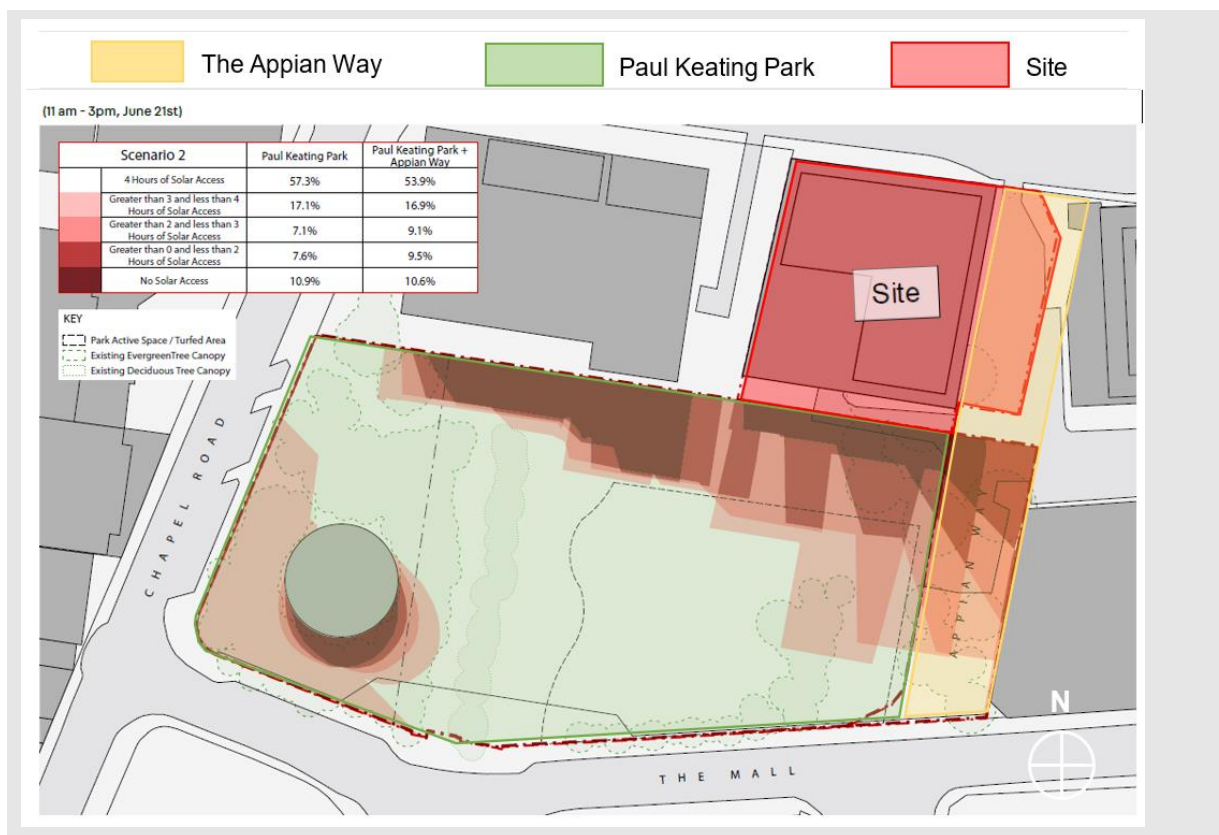 The Appian Way
Paul Keating Park
Site
(11 am - 3pm, June 21st)
Scenario 2
Paul Keating Park
Paul Keating Park +
Appian Way
4 Hours of Solar Access
57.3%
53.9%
Greater than 3 and less than 4
Hours of Solar Access
17.1%
16.9%
Greater than 2 and less than 3
Hours of Solar Access
7.1%
9.1%
Greater than 0 and less than 2
Hours of Solar Access
7.6%
9.5%
No Solar Access
10.9%
10.6%
KEY
Park Active Space / Turfed Area
Existing EvergreenTree Canopy
Existing Deciduous Tree Canopy
Site
CHAPEL ROAD
APPIAN WAY
THE MALL
N